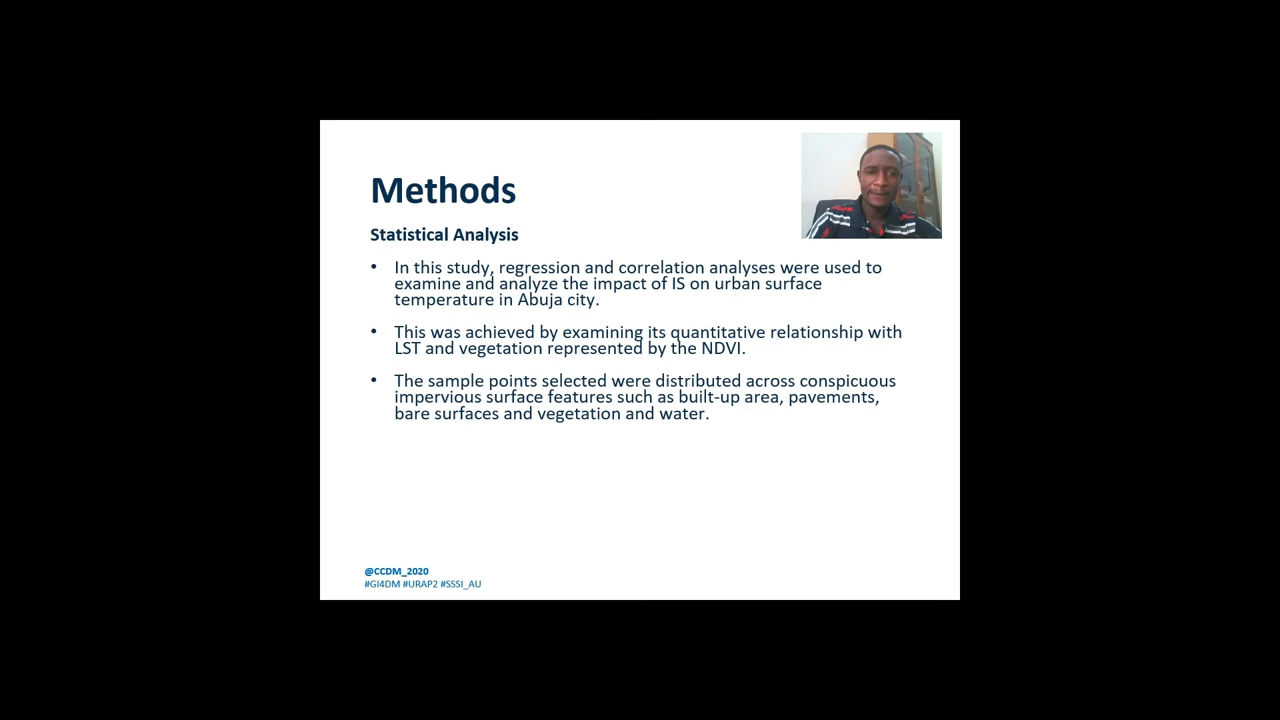 Methods
Statistical Analysis
• In this study, regression and correlation analyses were used to
examine and analyze the impact of IS on urban surface
temperature in Abuja city.
• This was achieved by examining its quantitative relationship with
LST and vegetation represented by the NDVI.
• The sample points selected were distributed across conspicuous
impervious surface features such as built-up area, pavements,
bare surfaces and vegetation and water.
@CCDM_2020
#GI4DM #URAP2 #SSSI_AU